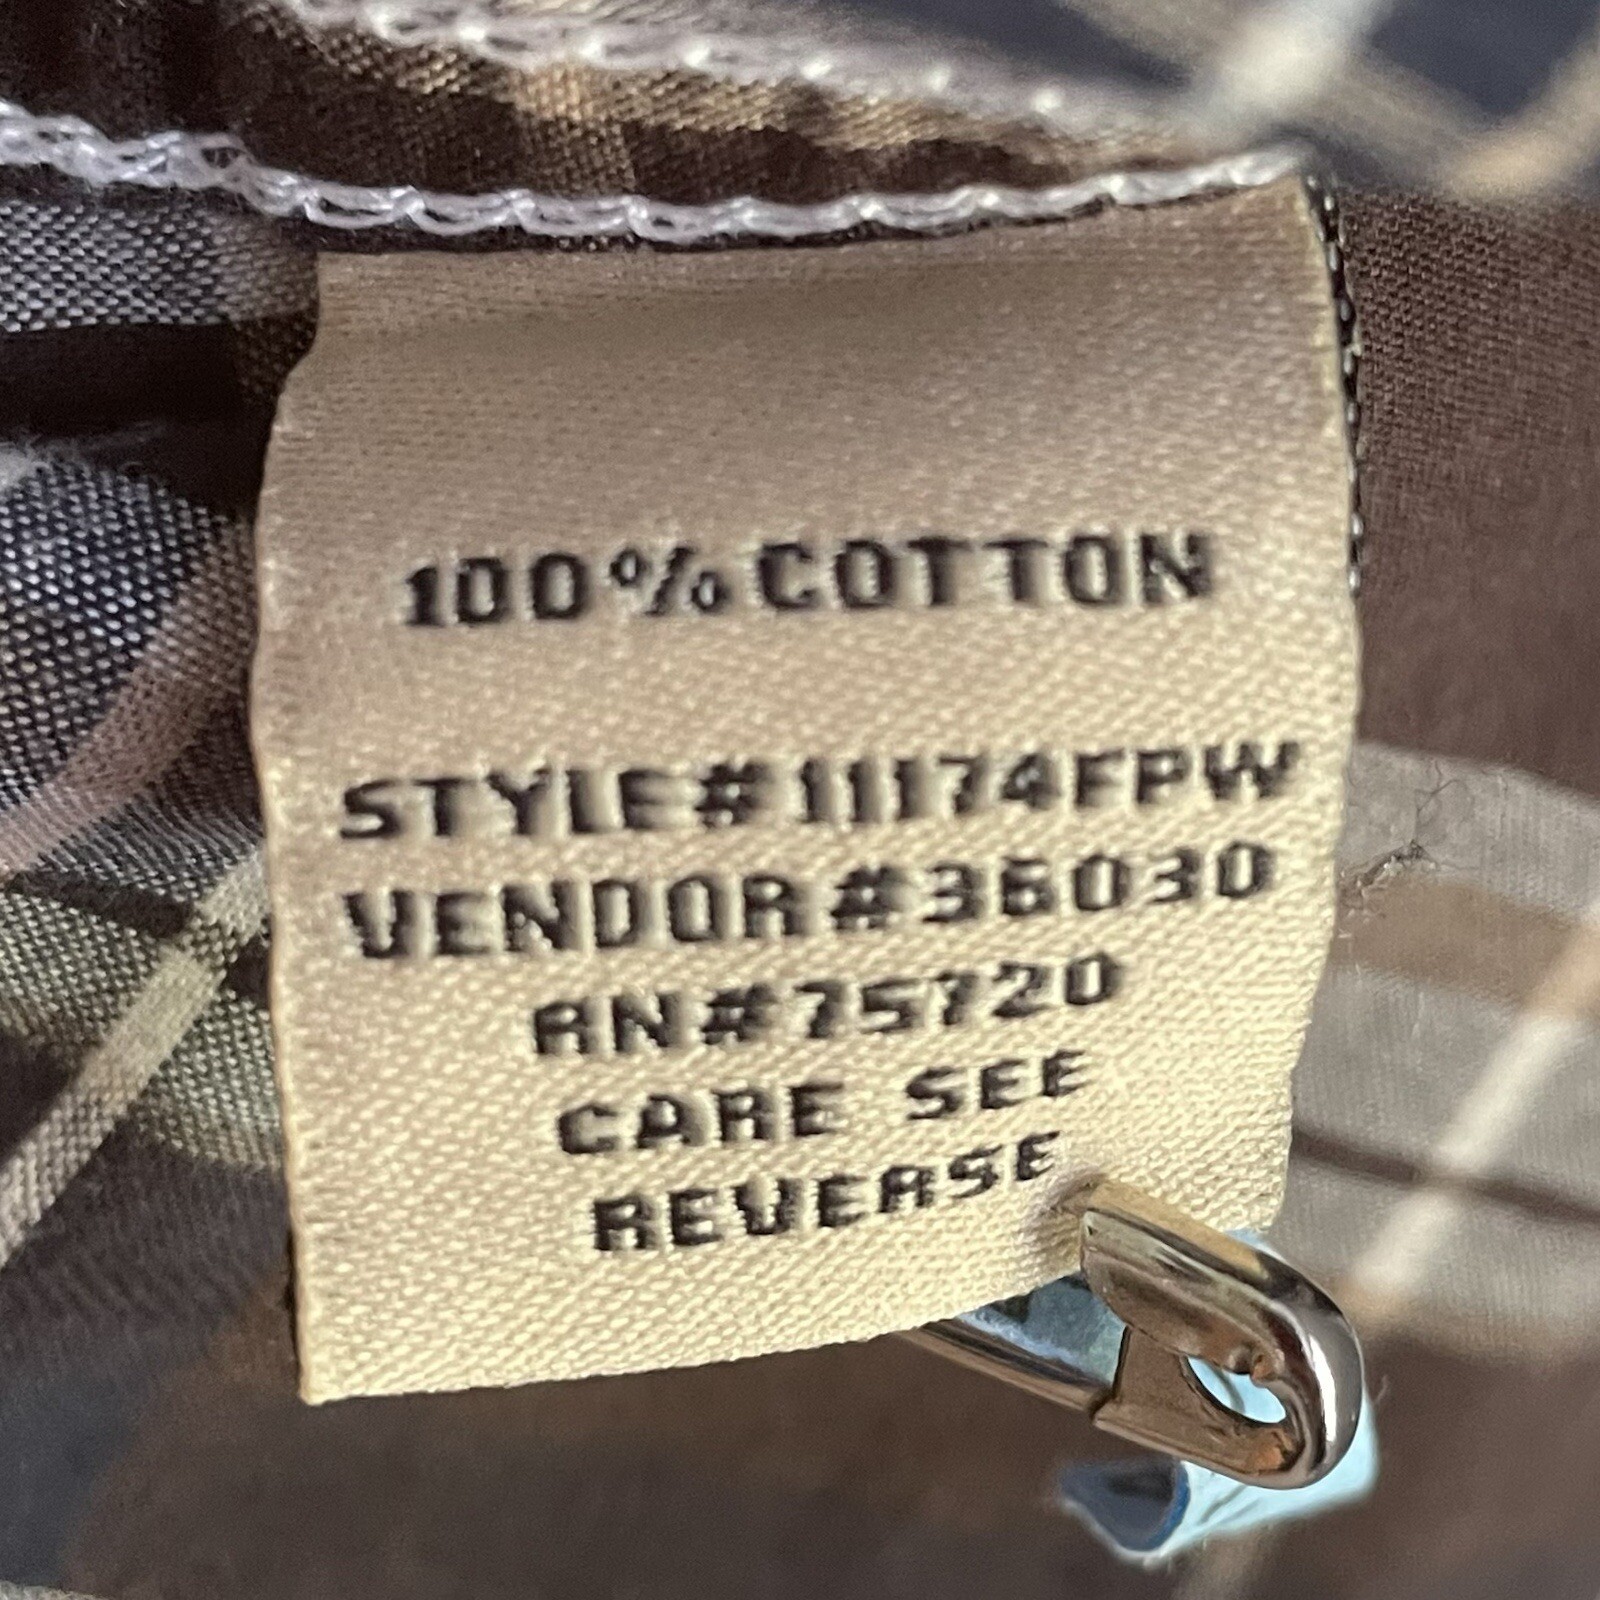 100% COTTON
STYLE#11174FPW
VENDOR#36030
RN#75720
CARE SEE
REVERSE